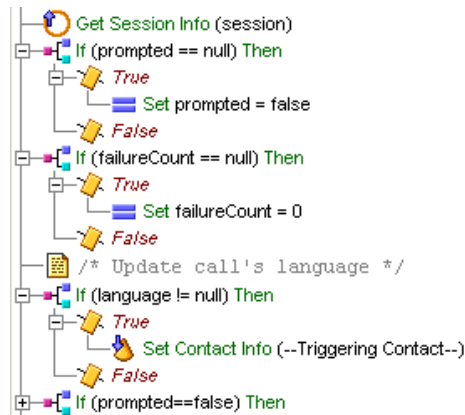 Get Session Info (session)
If (prompted == null) Then
True
Set prompted = false
False
If (failureCount == null) Then
True
Set failureCount = 0
False
/* Update call's language */
If (language != null) Then
True
Set Contact Info (--Triggering Contact--)
False
If (prompted==false) Then